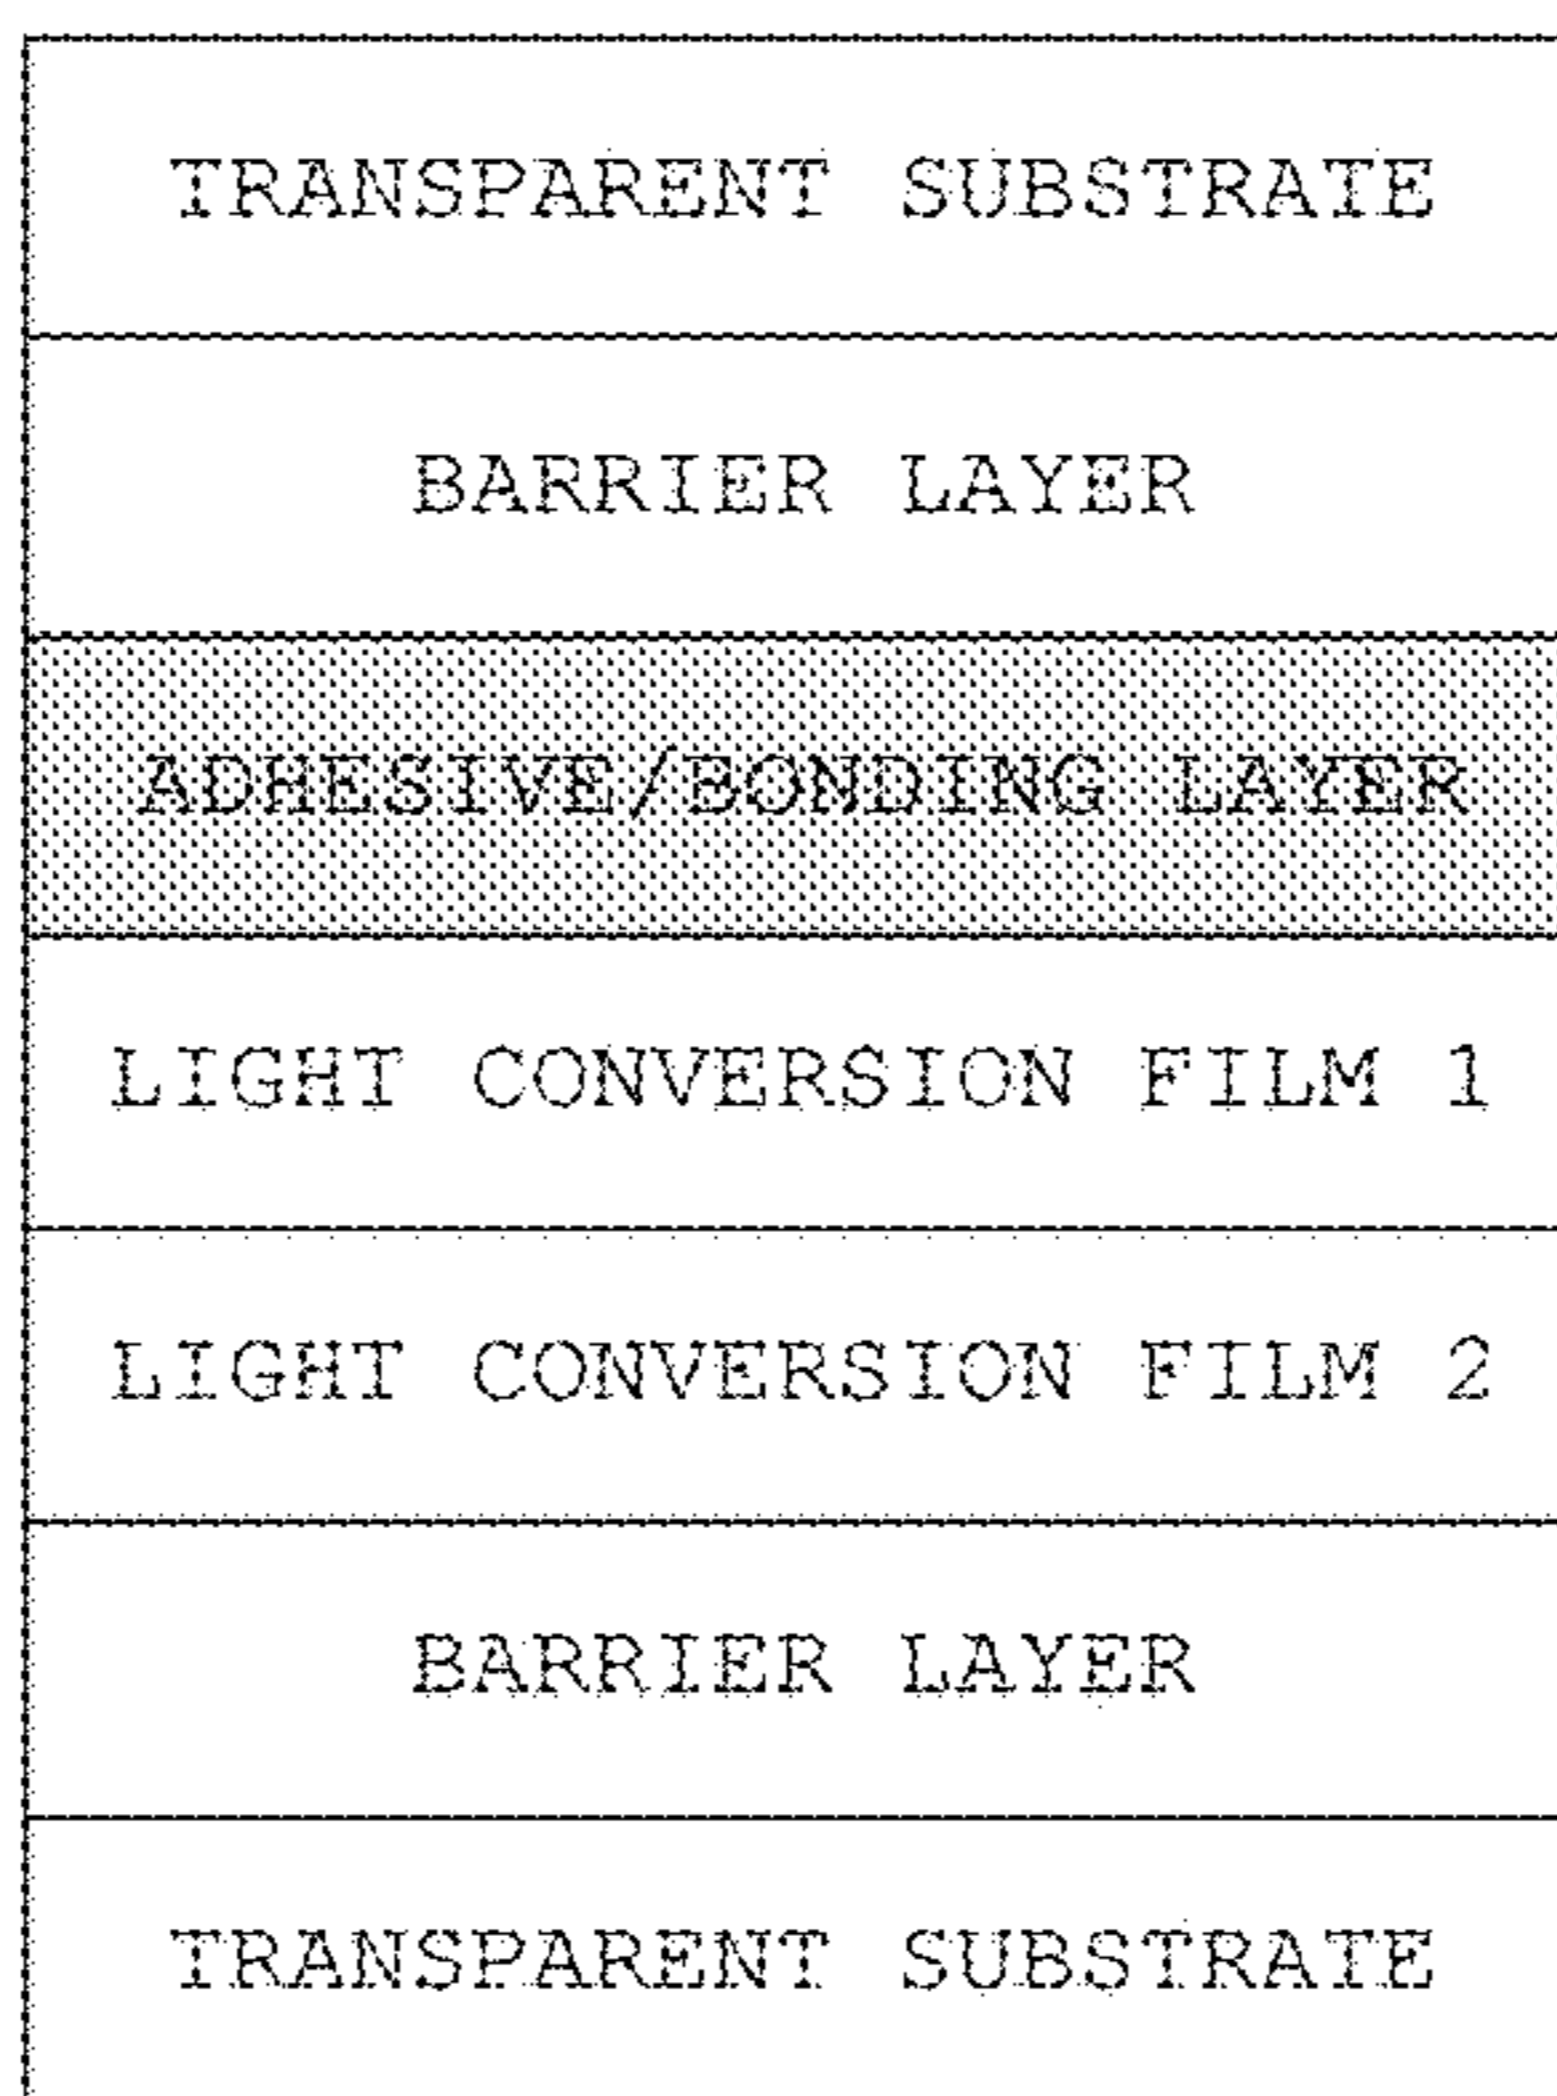 TRANSPARENT SUBSTRATE
BARRIER LAYER
ADHESIVE/BONDING LAYER
LIGHT CONVERSION FILM 1
LIGHT CONVERSION FILM 2
BARRIER LAYER
TRANSPARENT SUBSTRATE